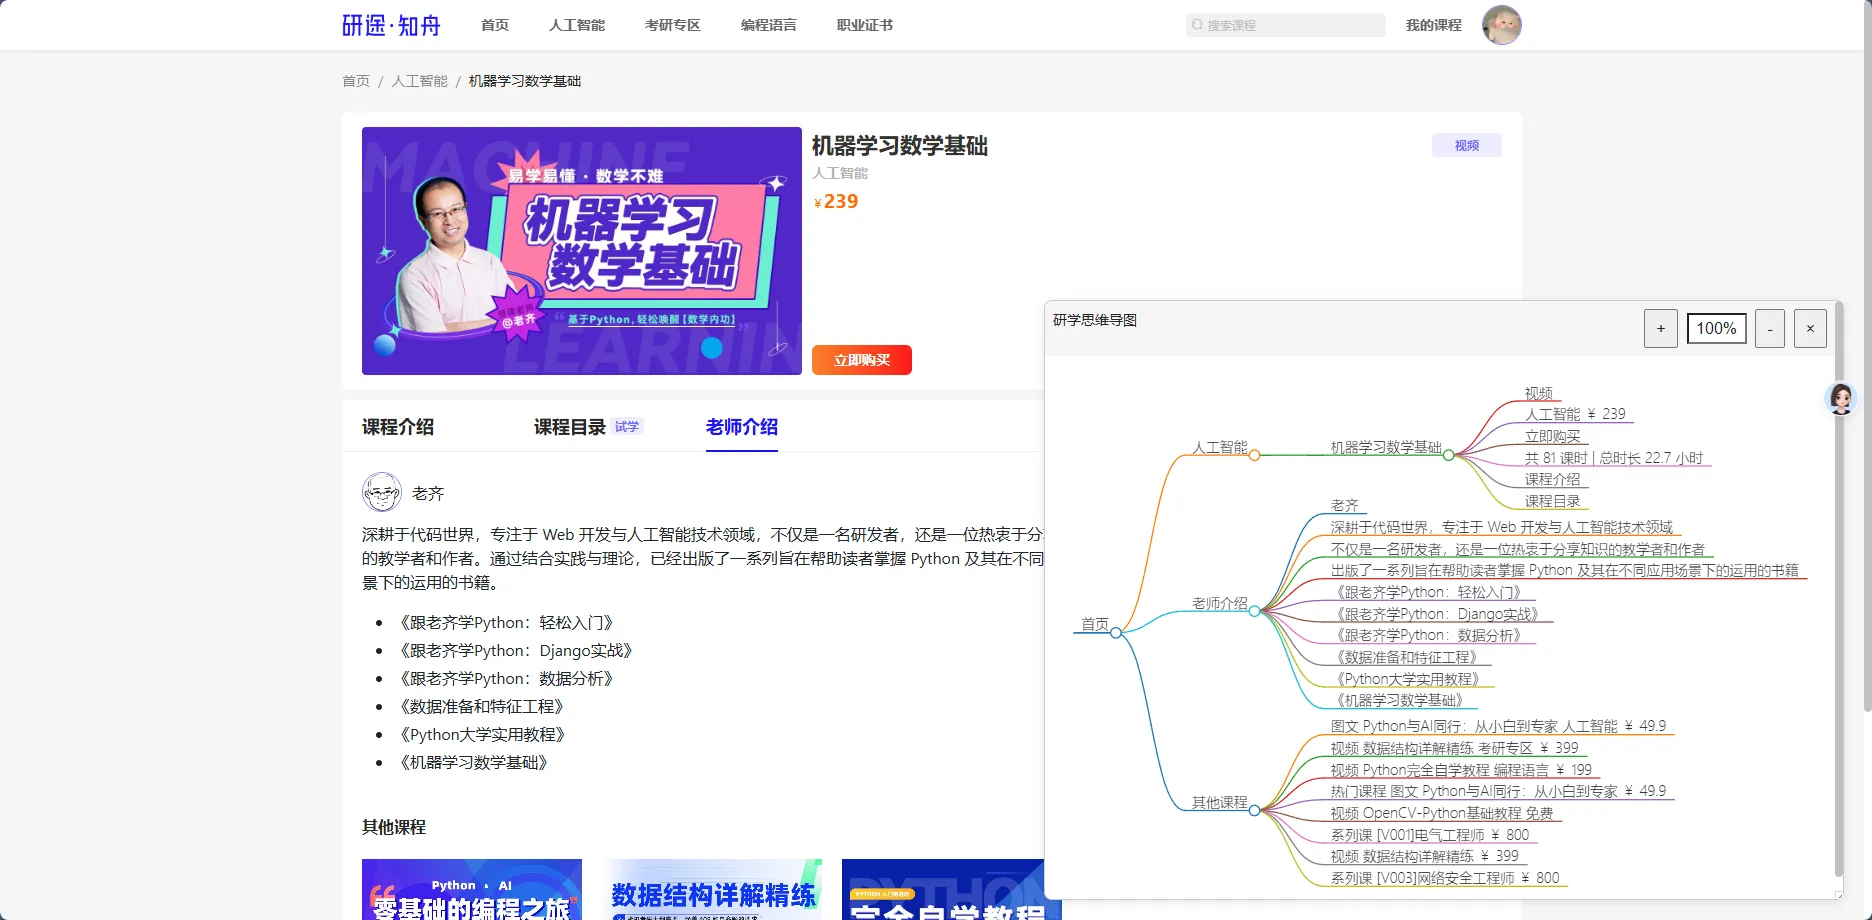 研途·知舟 首页 人工智能 考研专区 编程语言 职业证书 搜索课程 我的课程
首页 / 人工智能 / 机器学习数学基础
MACHINE
易学易懂 · 数学不难
机器学习
数学基础
@老齐
“基于Python,轻松唤醒【数学内功】”
LEARNIN
机器学习数学基础
视频
人工智能
¥239
立即购买
课程介绍 课程目录 试学 老师介绍
老齐
深耕于代码世界，专注于 Web 开发与人工智能技术领域，不仅是一名研发者，还是一位热衷于分
的教学者和作者。通过结合实践与理论，已经出版了一系列旨在帮助读者掌握 Python 及其在不同
景下的运用的书籍。
• 《跟老齐学Python：轻松入门》
• 《跟老齐学Python：Django实战》
• 《跟老齐学Python：数据分析》
• 《数据准备和特征工程》
• 《Python大学实用教程》
• 《机器学习数学基础》
其他课程
Python · AI
零基础的编程之旅
数据结构详解精练
PYTHON
完全自学教程
研学思维导图
+ 100% - ×
首页
人工智能
机器学习数学基础
视频
人工智能 ¥ 239
立即购买
共 81 课时 | 总时长 22.7 小时
课程介绍
课程目录
老师介绍
老齐
深耕于代码世界，专注于 Web 开发与人工智能技术领域
不仅是一名研发者，还是一位热衷于分享知识的教学者和作者
出版了一系列旨在帮助读者掌握 Python 及其在不同应用场景下的运用的书籍
《跟老齐学Python：轻松入门》
《跟老齐学Python：Django实战》
《跟老齐学Python：数据分析》
《数据准备和特征工程》
《Python大学实用教程》
《机器学习数学基础》
其他课程
图文 Python与AI同行：从小白到专家 人工智能 ¥ 49.9
视频 数据结构详解精练 考研专区 ¥ 399
视频 Python完全自学教程 编程语言 ¥ 199
热门课程 图文 Python与AI同行：从小白到专家 ¥ 49.9
视频 OpenCV-Python基础教程 免费
系列课 [V001]电气工程师 ¥ 800
视频 数据结构详解精练 ¥ 399
系列课 [V003]网络安全工程师 ¥ 800